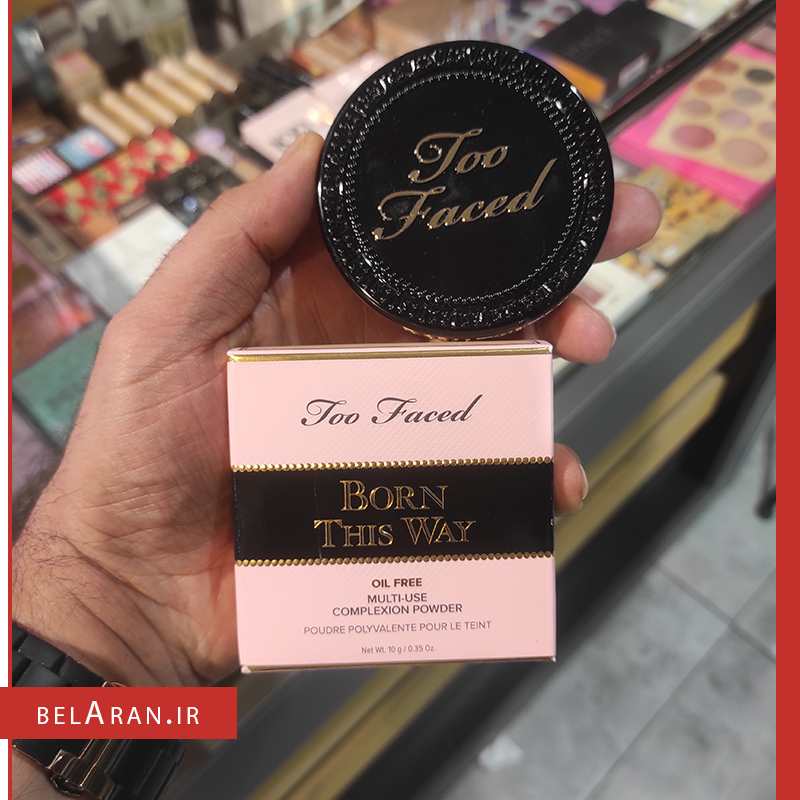 Too
Faced
Too Faced
BORN
THIS WAY
OIL FREE
MULTI-USE
COMPLEXION POWDER
POUDRE POLYVALENTE POUR LE TEINT
Net Wt. 10 g / 0.35 Oz.
BELARAN.IR